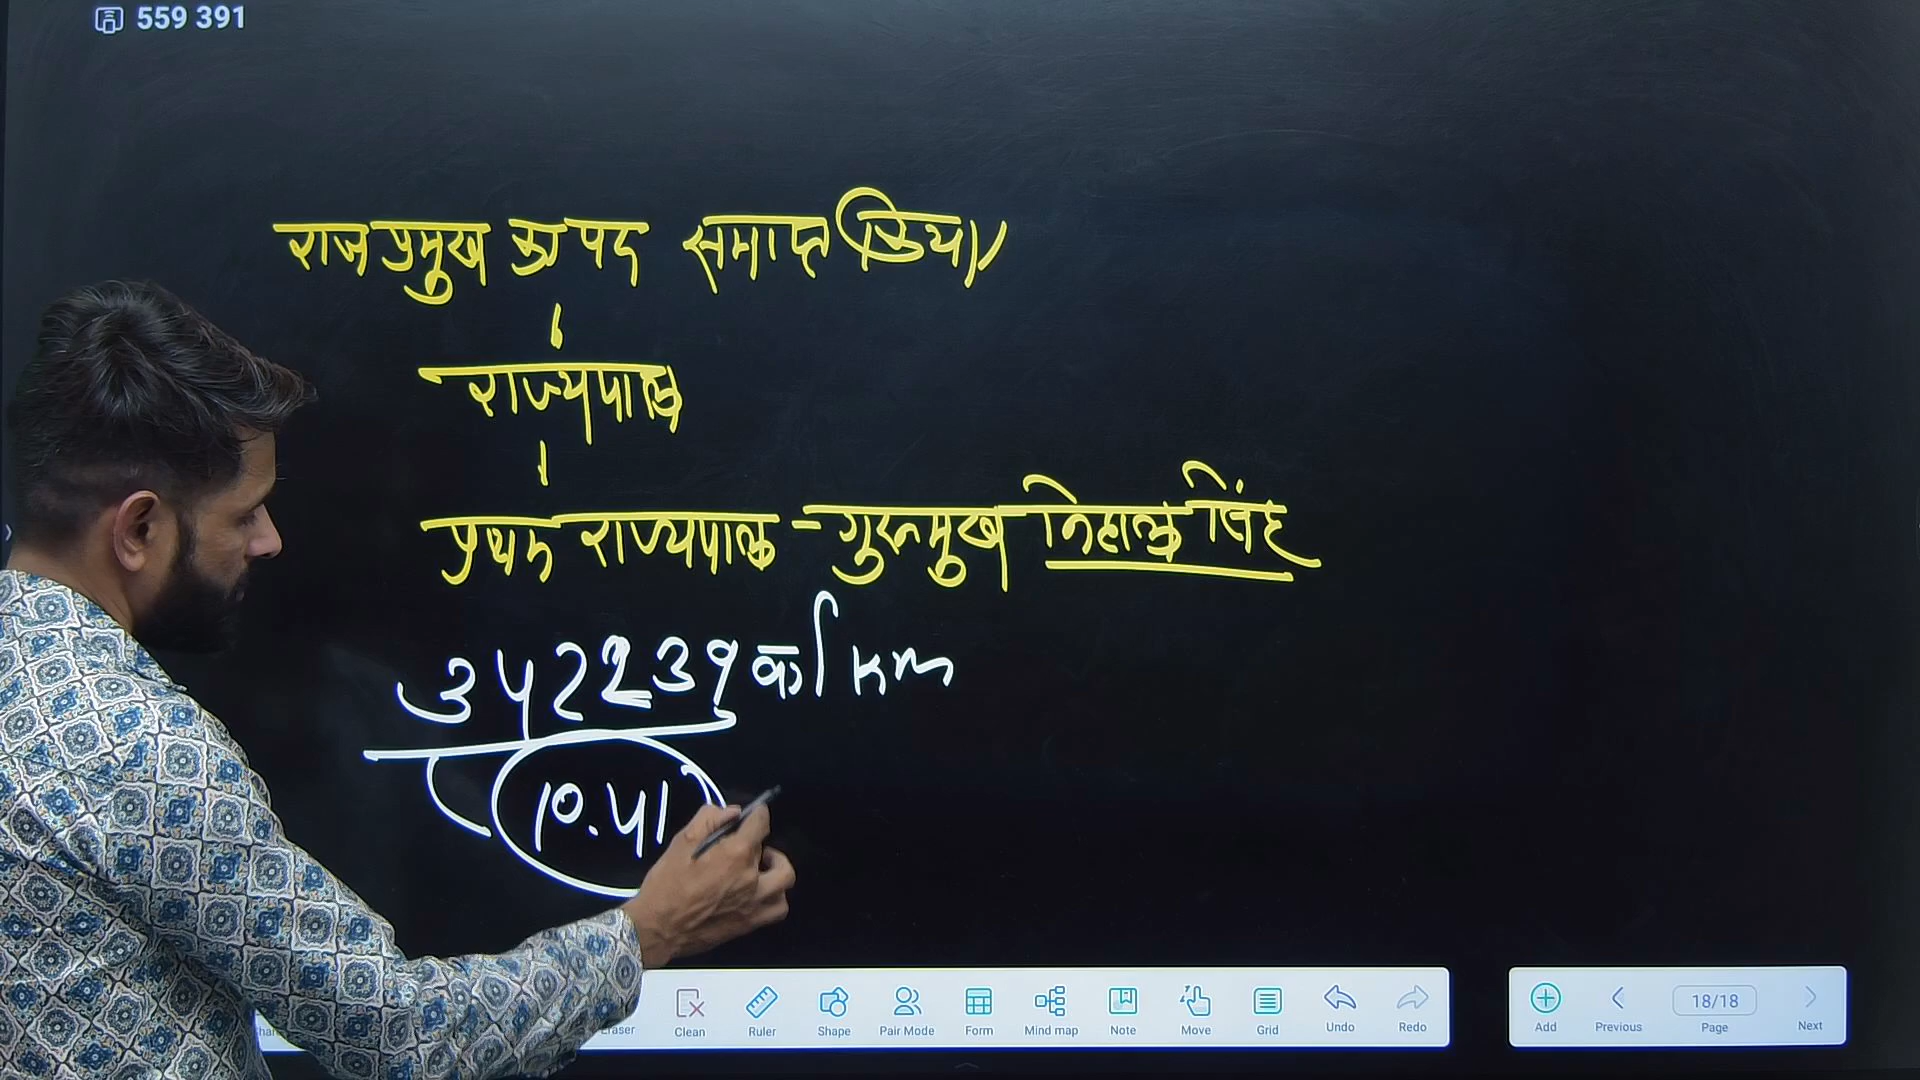 559 391
राजप्रमुख का पद समाप्त किया
राज्यपाल
प्रथम राज्यपाल - गुरुमुख निहाल सिंह
342239 वर्ग km
10.41
Eraser Clean Ruler Shape Pair Mode Form Mind map Note Move Grid Undo Redo
Add Previous 18/18 Page Next